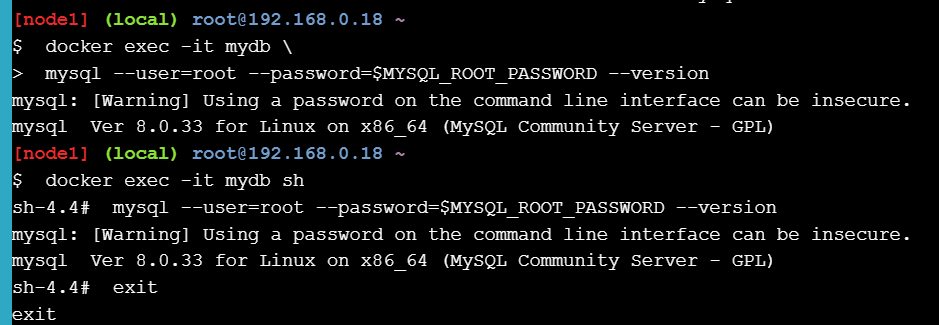 [node1] (local) root@192.168.0.18 ~
$  docker exec -it mydb \
>  mysql --user=root --password=$MYSQL_ROOT_PASSWORD --version
mysql: [Warning] Using a password on the command line interface can be insecure.
mysql  Ver 8.0.33 for Linux on x86_64 (MySQL Community Server - GPL)
[node1] (local) root@192.168.0.18 ~
$  docker exec -it mydb sh
sh-4.4#  mysql --user=root --password=$MYSQL_ROOT_PASSWORD --version
mysql: [Warning] Using a password on the command line interface can be insecure.
mysql  Ver 8.0.33 for Linux on x86_64 (MySQL Community Server - GPL)
sh-4.4#  exit
exit